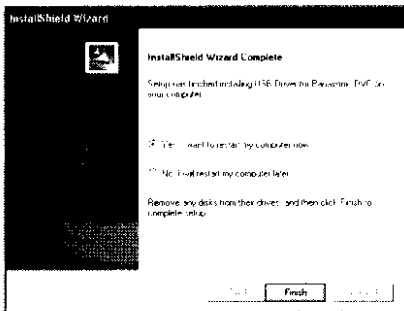 InstallShield Wizard
InstallShield Wizard Complete
Setup has finished installing USB Driver for Panasonic DVC on
your computer.
Yes, I want to restart my computer now.
No, I will restart my computer later.
Remove any disks from their drives, and then click Finish to
complete setup.
Finish